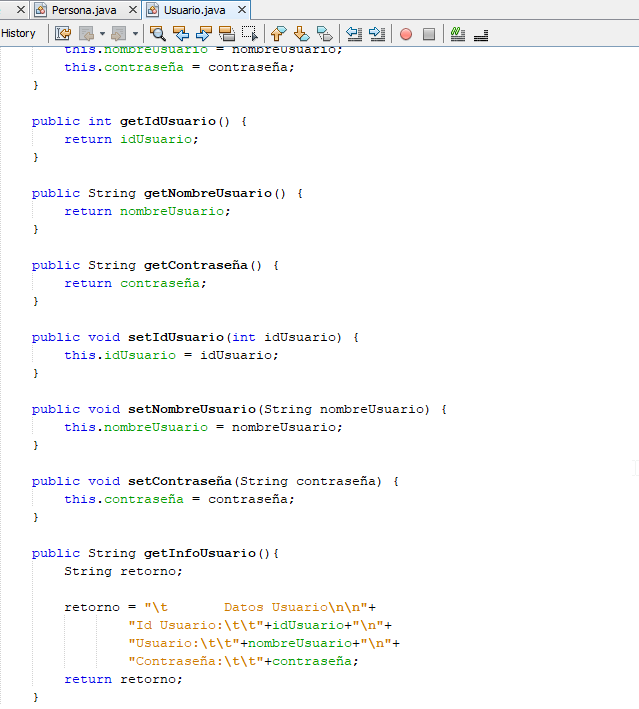 Persona.java
Usuario.java
History
this.nombreUsuario = nombreUsuario;
this.contraseña = contraseña;
}
public int getIdUsuario() {
return idUsuario;
}
public String getNombreUsuario() {
return nombreUsuario;
}
public String getContraseña() {
return contraseña;
}
public void setIdUsuario(int idUsuario) {
this.idUsuario = idUsuario;
}
public void setNombreUsuario(String nombreUsuario) {
this.nombreUsuario = nombreUsuario;
}
public void setContraseña(String contraseña) {
this.contraseña = contraseña;
}
public String getInfoUsuario(){
String retorno;
retorno = "\t       Datos Usuario\n\n"+
"Id Usuario:\t\t"+idUsuario+"\n"+
"Usuario:\t\t"+nombreUsuario+"\n"+
"Contraseña:\t\t"+contraseña;
return retorno;
}